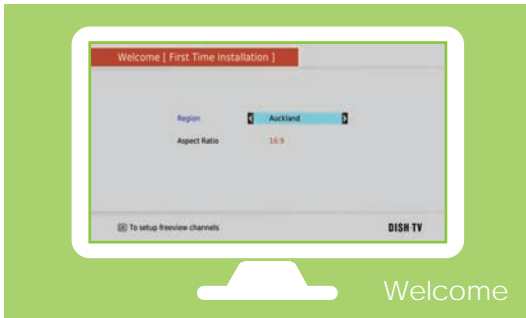 Welcome [ First Time Installation ]
Region Auckland
Aspect Ratio 16:9
To setup freeview channels DISH TV
Welcome